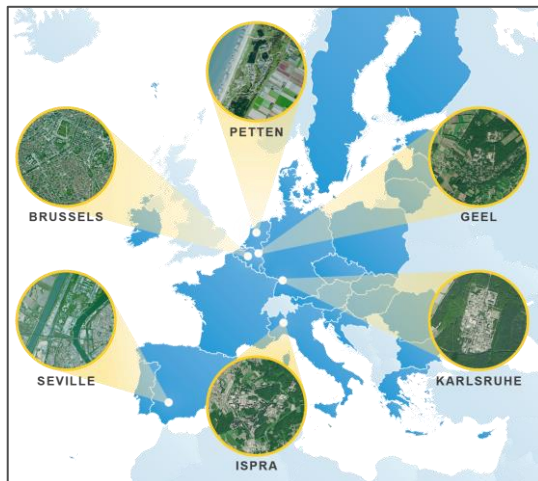 PETTEN
BRUSSELS
GEEL
SEVILLE
KARLSRUHE
ISPRA